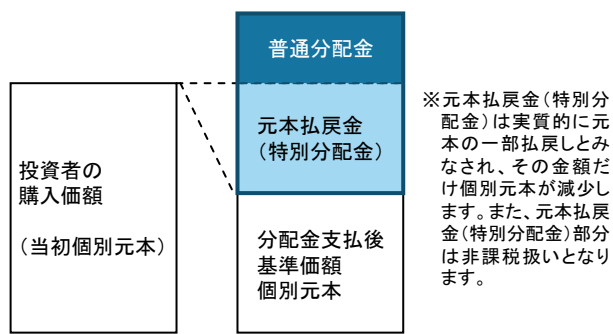 普通分配金
元本払戻金
（特別分配金）
投資者の
購入価額
（当初個別元本）
分配金支払後
基準価額
個別元本
※元本払戻金（特別分
配金）は実質的に元
本の一部払戻しとみ
なされ、その金額だ
け個別元本が減少し
ます。また、元本払戻
金（特別分配金）部分
は非課税扱いとなり
ます。